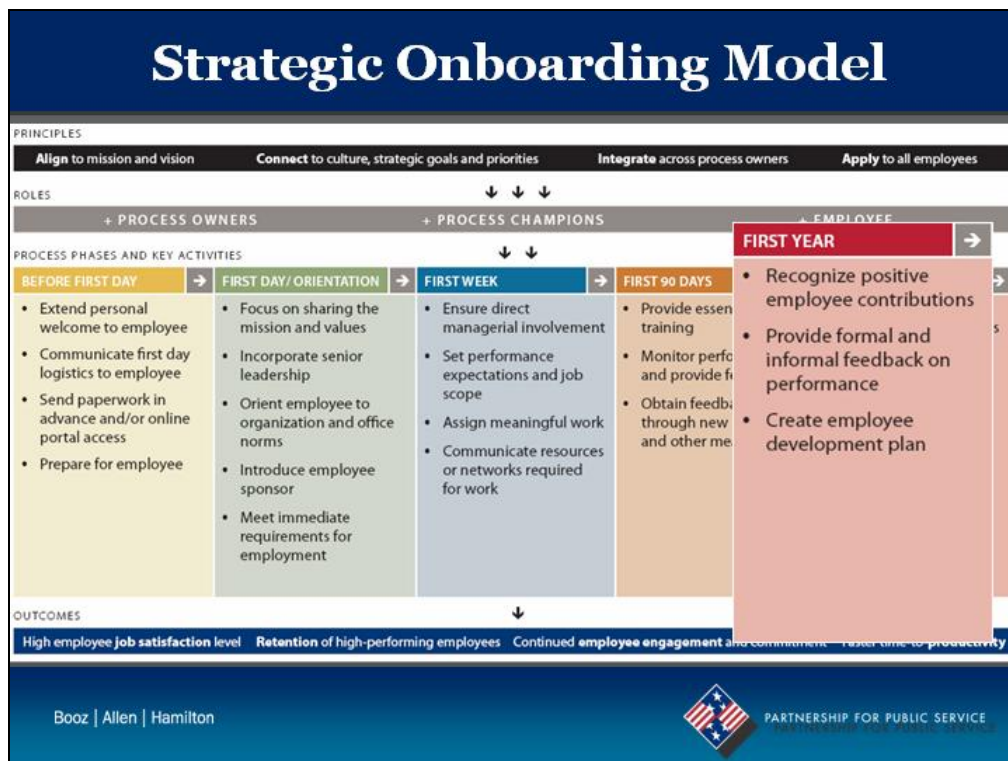 Strategic Onboarding Model
PRINCIPLES
Align to mission and vision
Connect to culture, strategic goals and priorities
Integrate across process owners
Apply to all employees
ROLES
+ PROCESS OWNERS
+ PROCESS CHAMPIONS
+ EMPLOYEE
PROCESS PHASES AND KEY ACTIVITIES
BEFORE FIRST DAY
• Extend personal
welcome to employee
• Communicate first day
logistics to employee
• Send paperwork in
advance and/or online
portal access
• Prepare for employee
FIRST DAY/ORIENTATION
• Focus on sharing the
mission and values
• Incorporate senior
leadership
• Orient employee to
organization and office
norms
• Introduce employee
sponsor
• Meet immediate
requirements for
employment
FIRST WEEK
• Ensure direct
managerial involvement
• Set performance
expectations and job
scope
• Assign meaningful work
• Communicate resources
or networks required
for work
FIRST 90 DAYS
• Provide essen
training
• Monitor perfo
and provide fe
• Obtain feedba
through new
and other me
FIRST YEAR
• Recognize positive
employee contributions
• Provide formal and
informal feedback on
performance
• Create employee
development plan
OUTCOMES
High employee job satisfaction level
Retention of high-performing employees
Continued employee engagement and commitment
Faster time-to-productivity
Booz | Allen | Hamilton
PARTNERSHIP FOR PUBLIC SERVICE